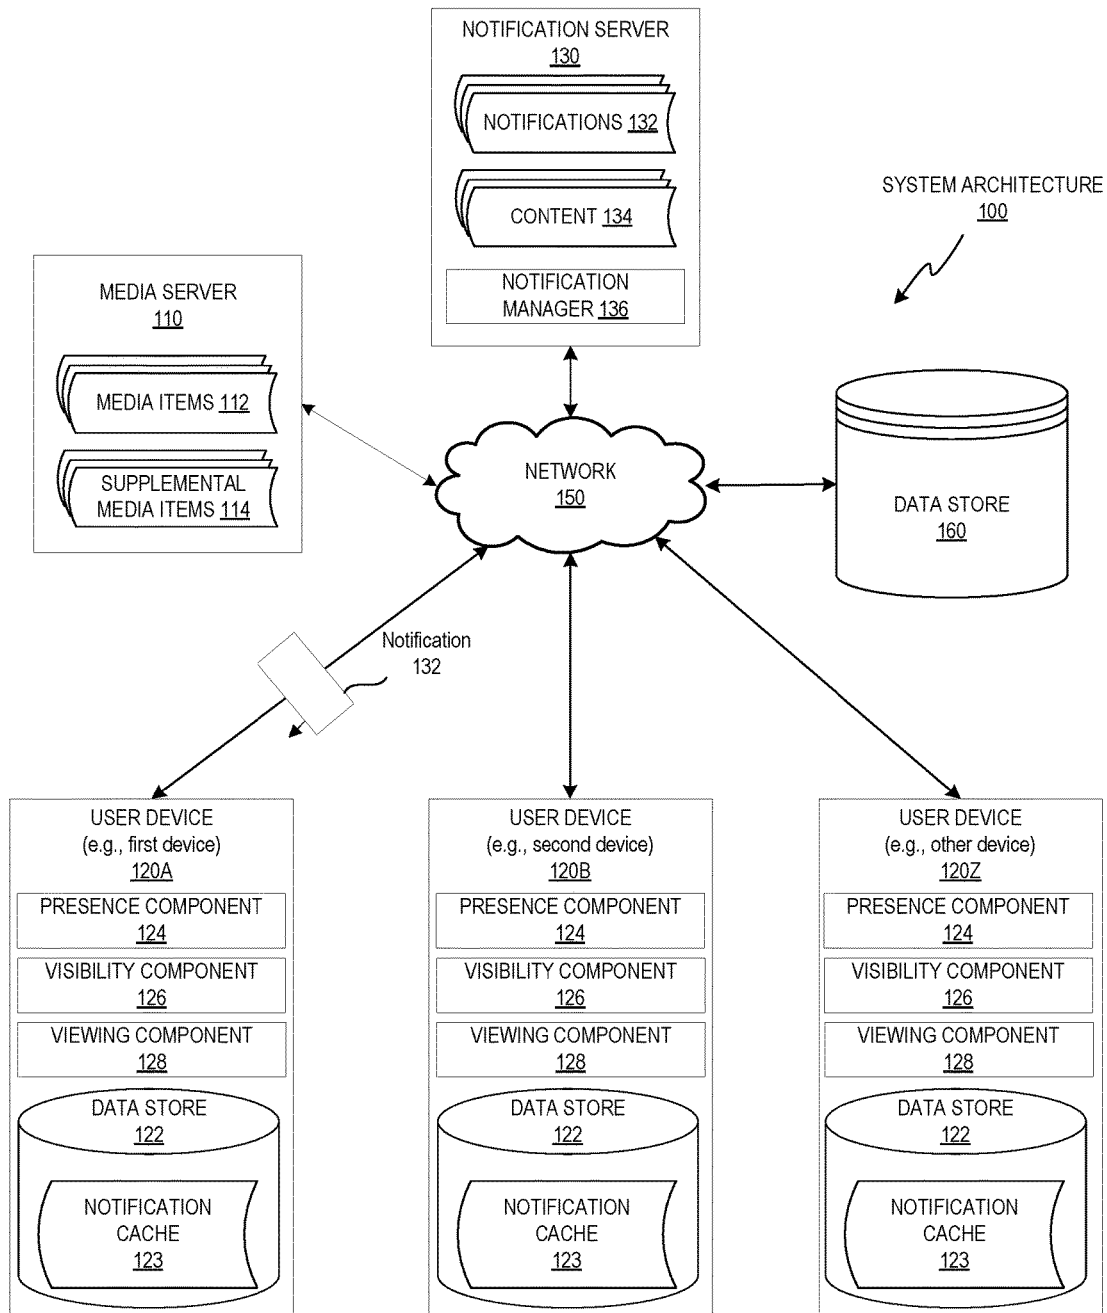 NOTIFICATION SERVER
130
NOTIFICATIONS 132
CONTENT 134
NOTIFICATION
MANAGER 136
SYSTEM ARCHITECTURE
100
MEDIA SERVER
110
MEDIA ITEMS 112
SUPPLEMENTAL
MEDIA ITEMS 114
NETWORK
150
DATA STORE
160
Notification
132
USER DEVICE
(e.g., first device)
120A
PRESENCE COMPONENT
124
VISIBILITY COMPONENT
126
VIEWING COMPONENT
128
DATA STORE
122
NOTIFICATION
CACHE
123
USER DEVICE
(e.g., second device)
120B
PRESENCE COMPONENT
124
VISIBILITY COMPONENT
126
VIEWING COMPONENT
128
DATA STORE
122
NOTIFICATION
CACHE
123
USER DEVICE
(e.g., other device)
120Z
PRESENCE COMPONENT
124
VISIBILITY COMPONENT
126
VIEWING COMPONENT
128
DATA STORE
122
NOTIFICATION
CACHE
123